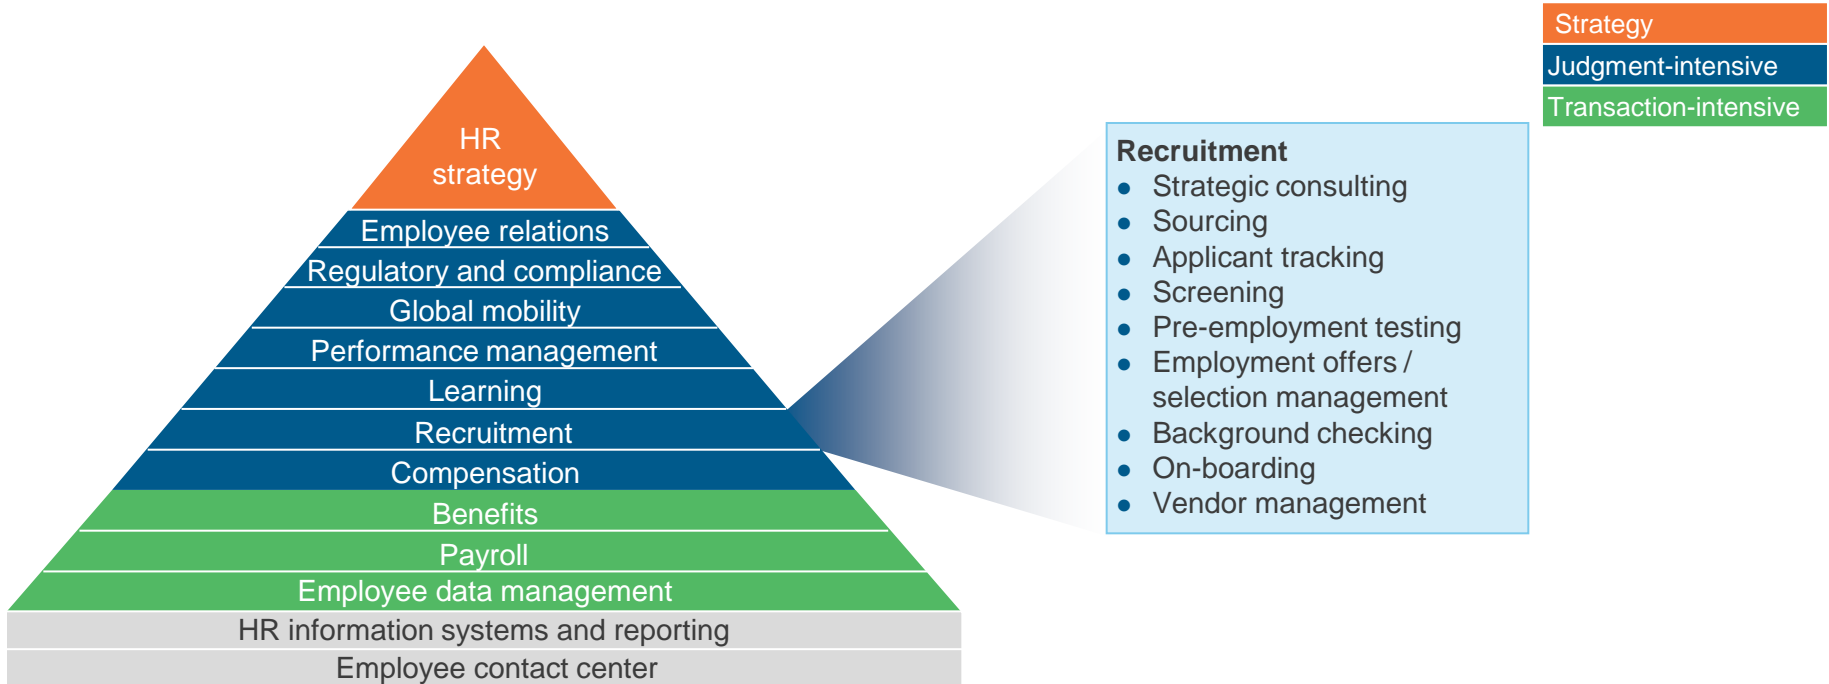 Strategy
Judgment-intensive
Transaction-intensive
HR
strategy
Employee relations
Regulatory and compliance
Global mobility
Performance management
Learning
Recruitment
Compensation
Benefits
Payroll
Employee data management
HR information systems and reporting
Employee contact center
Recruitment
● Strategic consulting
● Sourcing
● Applicant tracking
● Screening
● Pre-employment testing
● Employment offers /
selection management
● Background checking
● On-boarding
● Vendor management